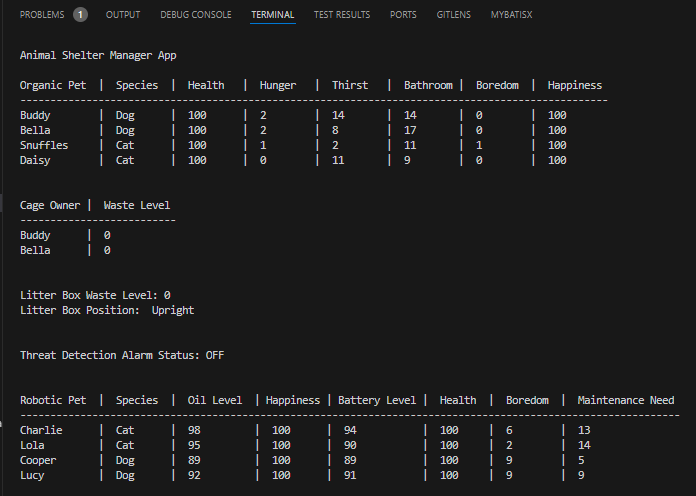 PROBLEMS 1 OUTPUT DEBUG CONSOLE TERMINAL TEST RESULTS PORTS GITLENS MYBATISX
Animal Shelter Manager App
Organic Pet | Species | Health | Hunger | Thirst | Bathroom | Boredom | Happiness
--------------------------------------------------------------------------------------------------
Buddy | Dog | 100 | 2 | 14 | 14 | 0 | 100
Bella | Dog | 100 | 2 | 8 | 17 | 0 | 100
Snuffles | Cat | 100 | 1 | 2 | 11 | 1 | 100
Daisy | Cat | 100 | 0 | 11 | 9 | 0 | 100
Cage Owner | Waste Level
--------------------------
Buddy | 0
Bella | 0
Litter Box Waste Level: 0
Litter Box Position: Upright
Threat Detection Alarm Status: OFF
Robotic Pet | Species | Oil Level | Happiness | Battery Level | Health | Boredom | Maintenance Need
--------------------------------------------------------------------------------------------------------------
Charlie | Cat | 98 | 100 | 94 | 100 | 6 | 13
Lola | Cat | 95 | 100 | 90 | 100 | 2 | 14
Cooper | Dog | 89 | 100 | 89 | 100 | 9 | 5
Lucy | Dog | 92 | 100 | 91 | 100 | 9 | 9